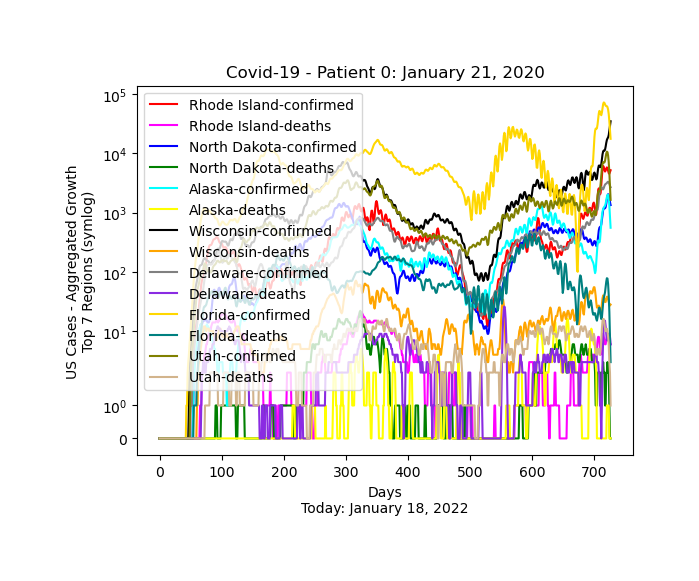 Covid-19 - Patient 0: January 21, 2020
US Cases - Aggregated Growth
Top 7 Regions (symlog)
10^5
10^4
10^3
10^2
10^1
10^0
0
Rhode Island-confirmed
Rhode Island-deaths
North Dakota-confirmed
North Dakota-deaths
Alaska-confirmed
Alaska-deaths
Wisconsin-confirmed
Wisconsin-deaths
Delaware-confirmed
Delaware-deaths
Florida-confirmed
Florida-deaths
Utah-confirmed
Utah-deaths
0 100 200 300 400 500 600 700
Days
Today: January 18, 2022